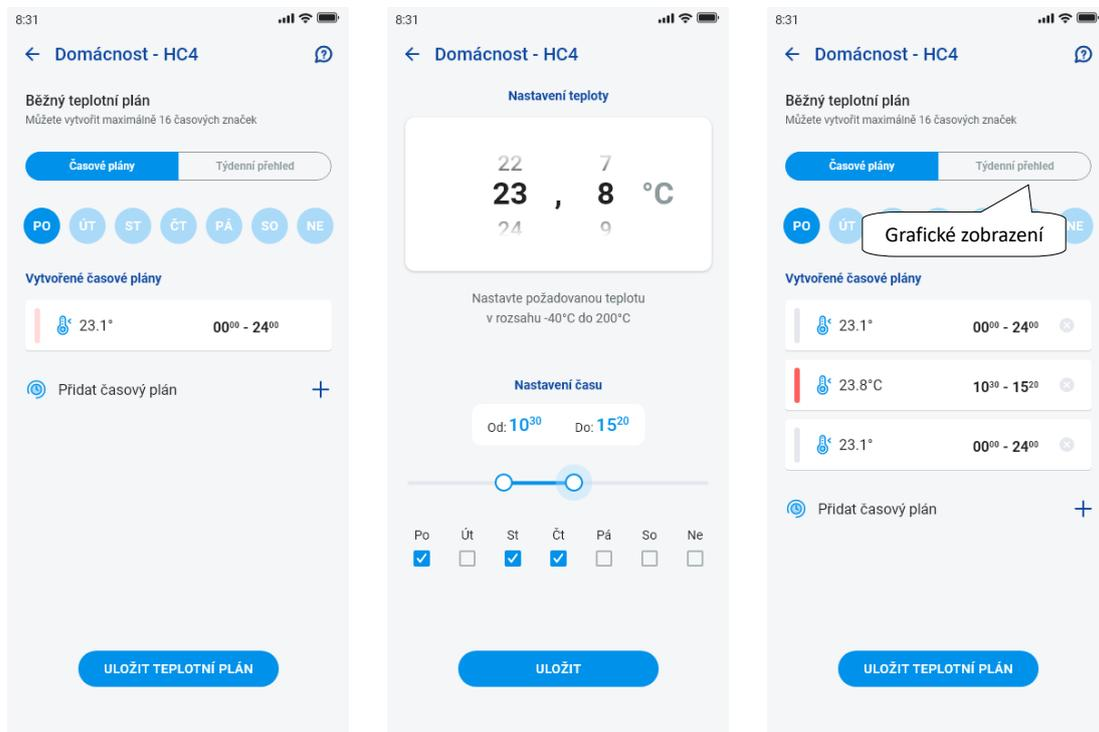 8:31
Domácnost - HC4
Běžný teplotní plán
Můžete vytvořit maximálně 16 časových značek
Časové plány Týdenní přehled
PO ÚT ST ČT PÁ SO NE
Vytvořené časové plány
23.1° 00⁰⁰ - 24⁰⁰
Přidat časový plán
ULOŽIT TEPLOTNÍ PLÁN
8:31
Domácnost - HC4
Nastavení teploty
22 7
23 , 8 °C
24 9
Nastavte požadovanou teplotu
v rozsahu -40°C do 200°C
Nastavení času
Od: 10³⁰ Do: 15²⁰
Po Út St Čt Pá So Ne
ULOŽIT
8:31
Domácnost - HC4
Běžný teplotní plán
Můžete vytvořit maximálně 16 časových značek
Časové plány Týdenní přehled
PO ÚT NE
Grafické zobrazení
Vytvořené časové plány
23.1° 00⁰⁰ - 24⁰⁰
23.8°C 10³⁰ - 15²⁰
23.1° 00⁰⁰ - 24⁰⁰
Přidat časový plán
ULOŽIT TEPLOTNÍ PLÁN